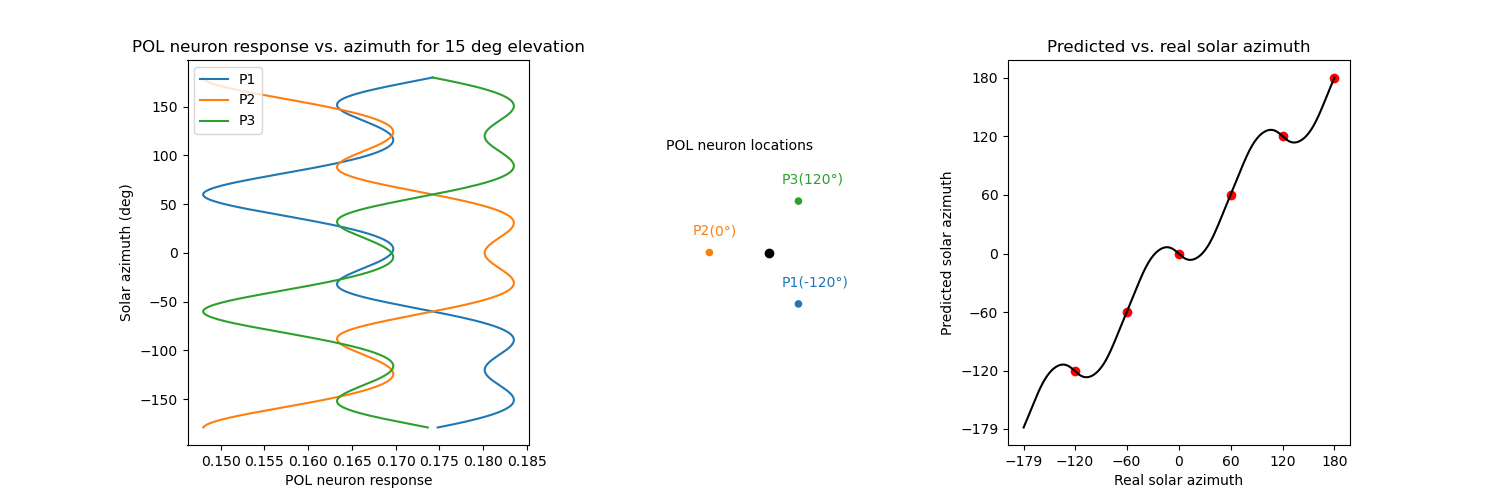 POL neuron response vs. azimuth for 15 deg elevation
P1
P2
P3
150
100
50
0
−50
−100
−150
Solar azimuth (deg)
0.150 0.155 0.160 0.165 0.170 0.175 0.180 0.185
POL neuron response
POL neuron locations
P3(120°)
P2(0°)
P1(-120°)
Predicted vs. real solar azimuth
180
120
60
0
−60
−120
−179
Predicted solar azimuth
−179 −120 −60 0 60 120 180
Real solar azimuth